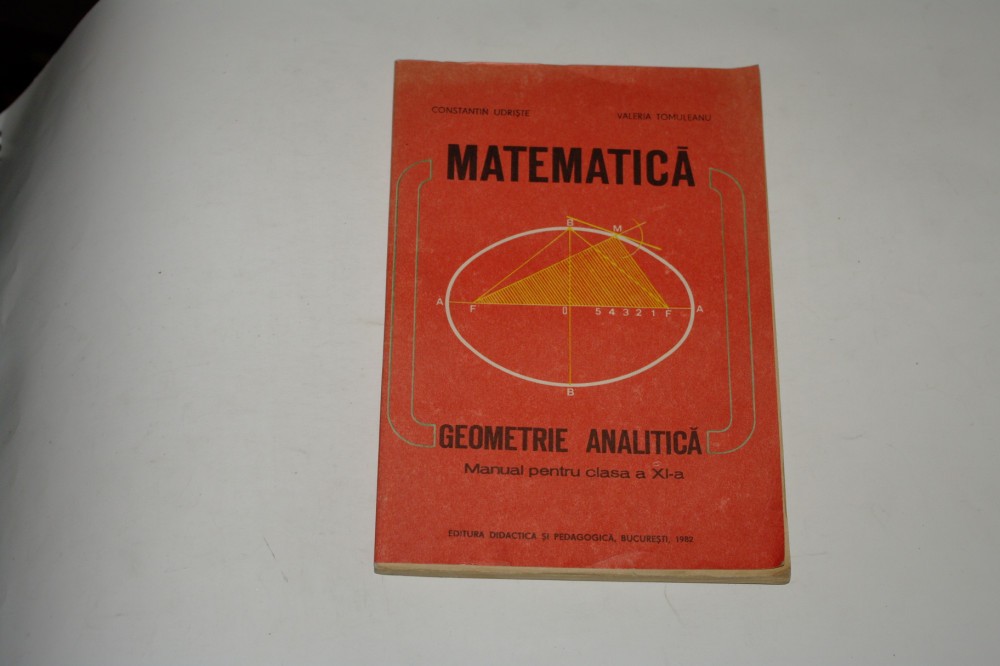 CONSTANTIN UDRIȘTE VALERIA TOMULEANU
MATEMATICĂ
B M
A F 0 5 4 3 2 1 F A
B
GEOMETRIE ANALITICĂ
Manual pentru clasa a XI-a
EDITURA DIDACTICĂ ȘI PEDAGOGICĂ, BUCUREȘTI, 1982